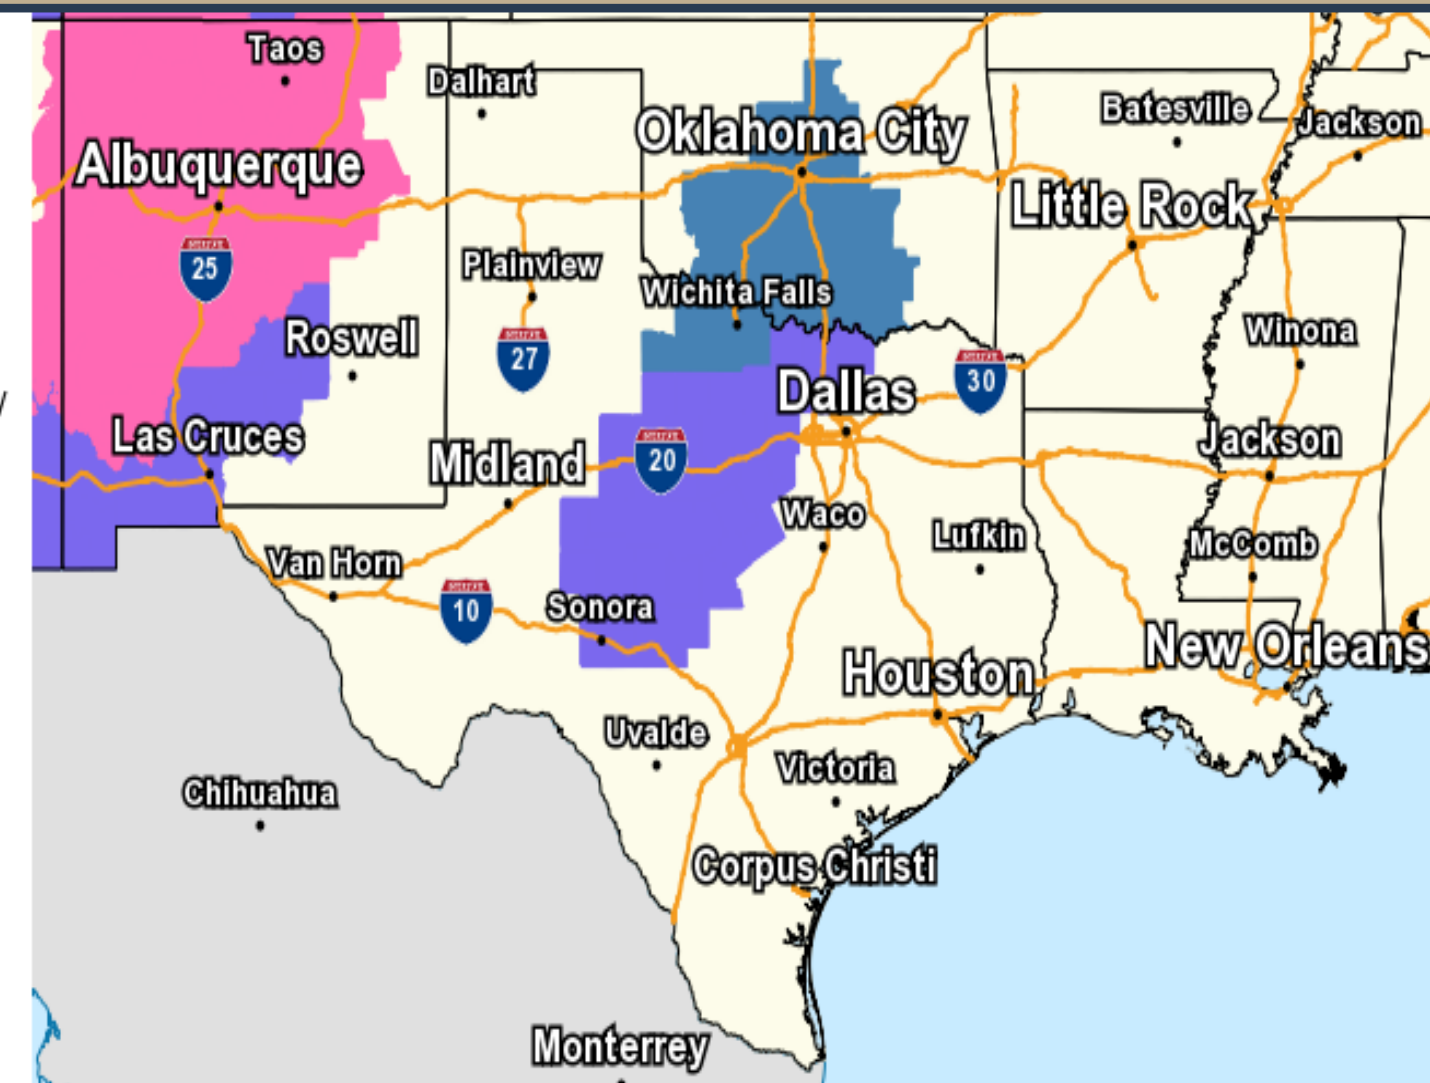 Taos
Dalhart
Oklahoma City
Batesville
Jackson
Albuquerque
Little Rock
25
Plainview
Wichita Falls
Roswell
27
Winona
30
Dallas
Las Cruces
Midland
20
Jackson
Waco
Lufkin
McComb
Van Horn
10
Sonora
New Orleans
Houston
Uvalde
Victoria
Chihuahua
Corpus Christi
Monterrey